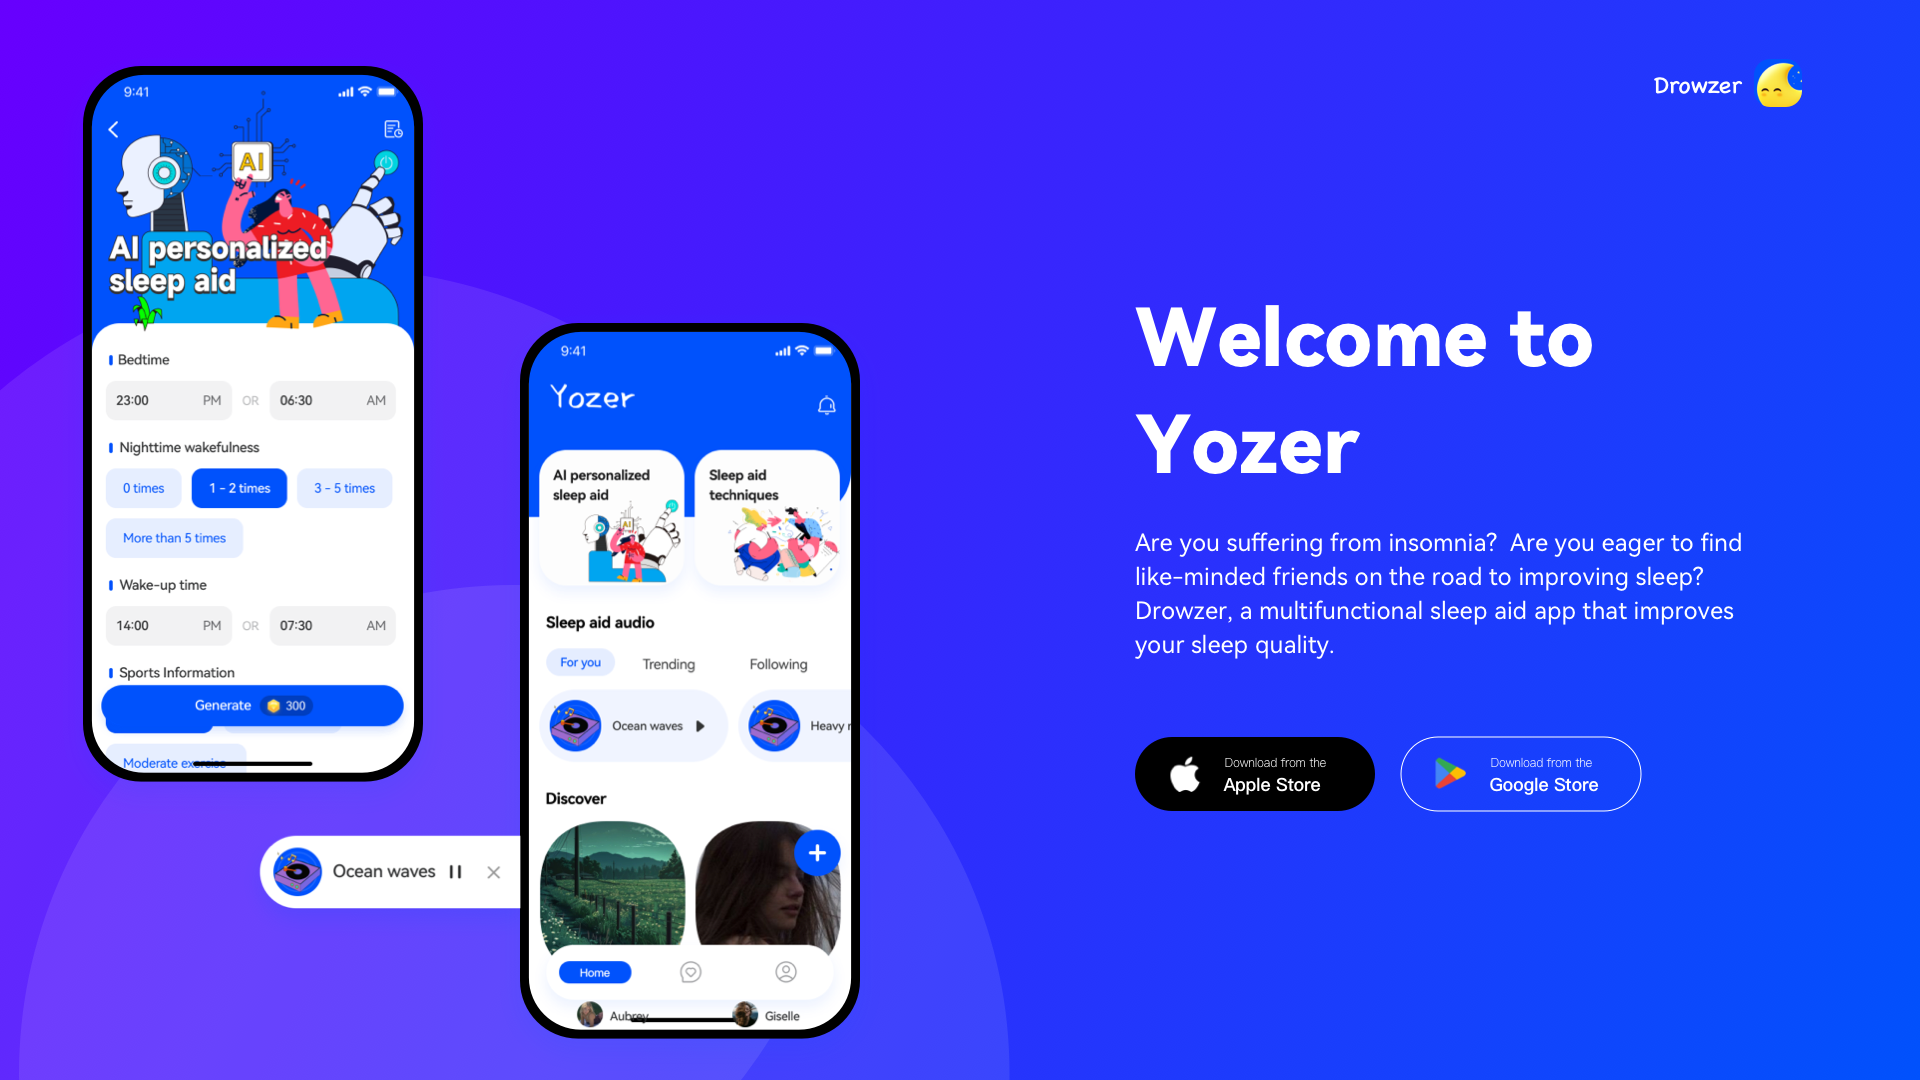 9:41
AI
AI personalized
sleep aid
Bedtime
23:00 PM OR 06:30 AM
Nighttime wakefulness
0 times 1 - 2 times 3 - 5 times
More than 5 times
Wake-up time
14:00 PM OR 07:30 AM
Sports Information
Generate 300
Moderate exercise
Ocean waves
9:41
Yozer
AI personalized
sleep aid
AI
Sleep aid
techniques
Sleep aid audio
For you Trending Following
Ocean waves Heavy r
Discover
Home
Aubrey Giselle
Drowzer
Welcome to
Yozer
Are you suffering from insomnia? Are you eager to find
like-minded friends on the road to improving sleep?
Drowzer, a multifunctional sleep aid app that improves
your sleep quality.
Download from the
Apple Store
Download from the
Google Store